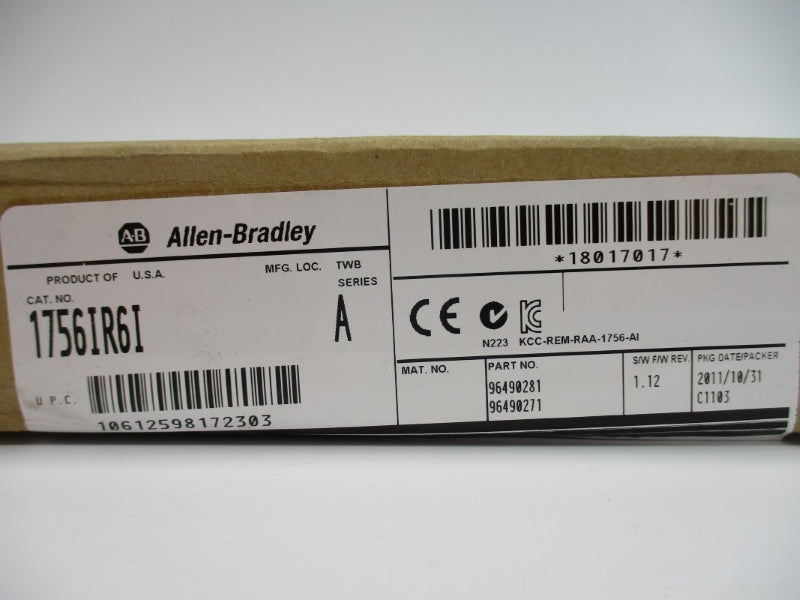 A-B Allen-Bradley
PRODUCT OF U.S.A. MFG. LOC. TWB
CAT. NO. SERIES
1756IR6I A
U.P.C.
10612598172303
*18017017*
CE
N223 KCC-REM-RAA-1756-AI
MAT. NO. PART NO. S/W F/W REV. PKG DATE/PACKER
96490281 1.12 2011/10/31
96490271 C1103